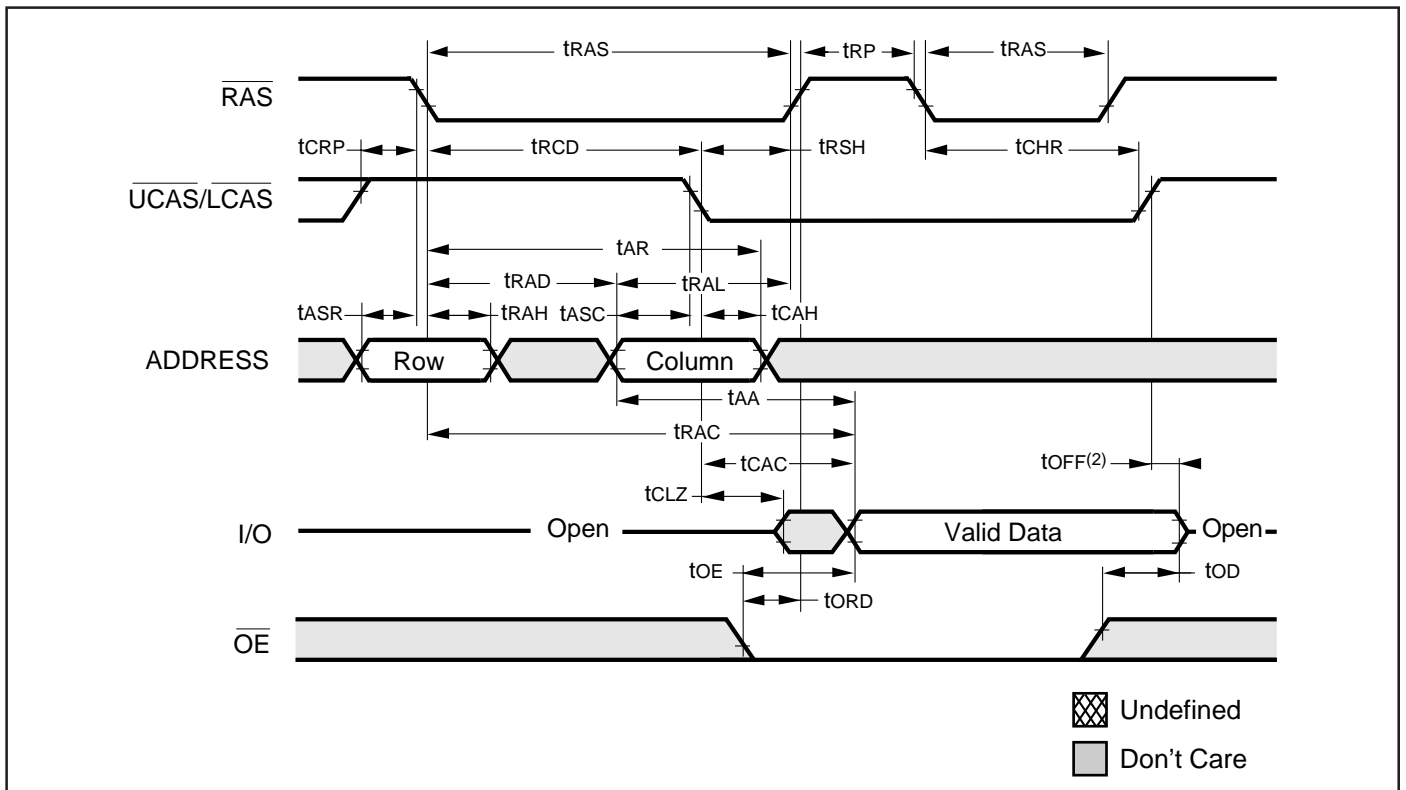 tRAS tRP tRAS
RAS
tCRP tRCD tRSH tCHR
UCAS/LCAS
tAR
tRAD tRAL
tASR tRAH tASC tCAH
ADDRESS Row Column
tAA
tRAC
tCAC tOFF(2)
tCLZ
I/O Open Valid Data Open
tOE tOD
tORD
OE
Undefined
Don't Care